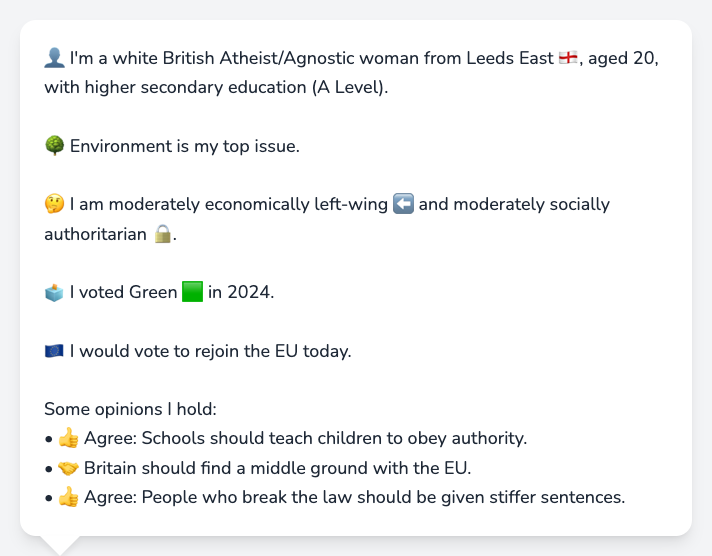 👤 I'm a white British Atheist/Agnostic woman from Leeds East 🏴󠁧󠁢󠁥󠁮󠁧󠁿, aged 20,
with higher secondary education (A Level).
🌳 Environment is my top issue.
🤔 I am moderately economically left-wing ⬅️ and moderately socially
authoritarian 🔒.
🗳️ I voted Green 🟩 in 2024.
🇪🇺 I would vote to rejoin the EU today.
Some opinions I hold:
• 👍 Agree: Schools should teach children to obey authority.
• 🤝 Britain should find a middle ground with the EU.
• 👍 Agree: People who break the law should be given stiffer sentences.